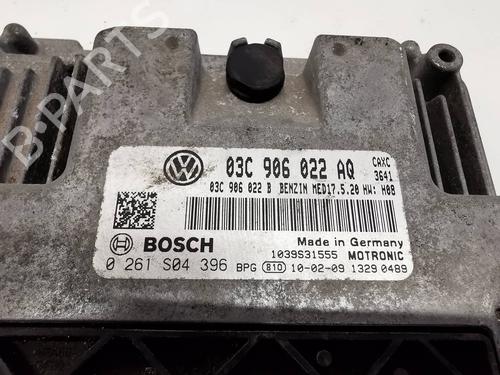 B-PARTS
03C 906 022 AQ CAXC
3641
03C 906 022 B BENZIN MED17.5.20 HW: H08
BOSCH
Made in Germany
1039S31555 MOTRONIC
0 261 S04 396 BPG 810 10-02-09 1329 0489